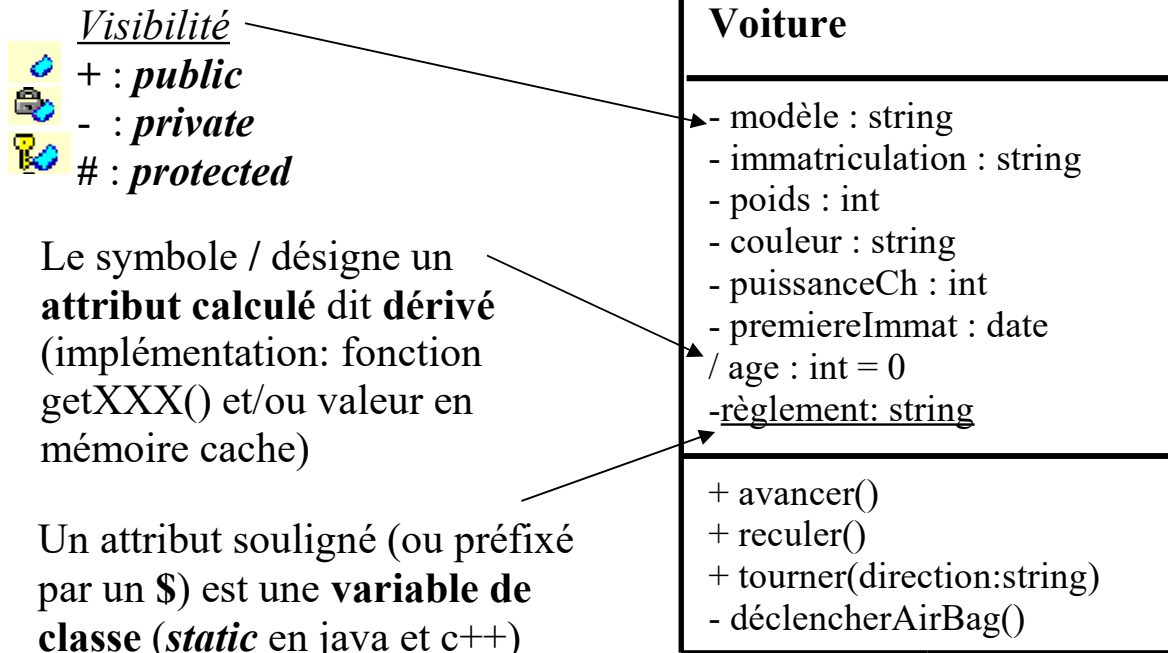 Visibilité
+ : public
- : private
# : protected
Le symbole / désigne un
attribut calculé dit dérivé
(implémentation: fonction
getXXX() et/ou valeur en
mémoire cache)
Un attribut souligné (ou préfixé
par un $) est une variable de
classe (static en java et c++)
Voiture
- modèle : string
- immatriculation : string
- poids : int
- couleur : string
- puissanceCh : int
- premiereImmat : date
/ age : int = 0
-règlement: string
+ avancer()
+ reculer()
+ tourner(direction:string)
- déclencherAirBag()